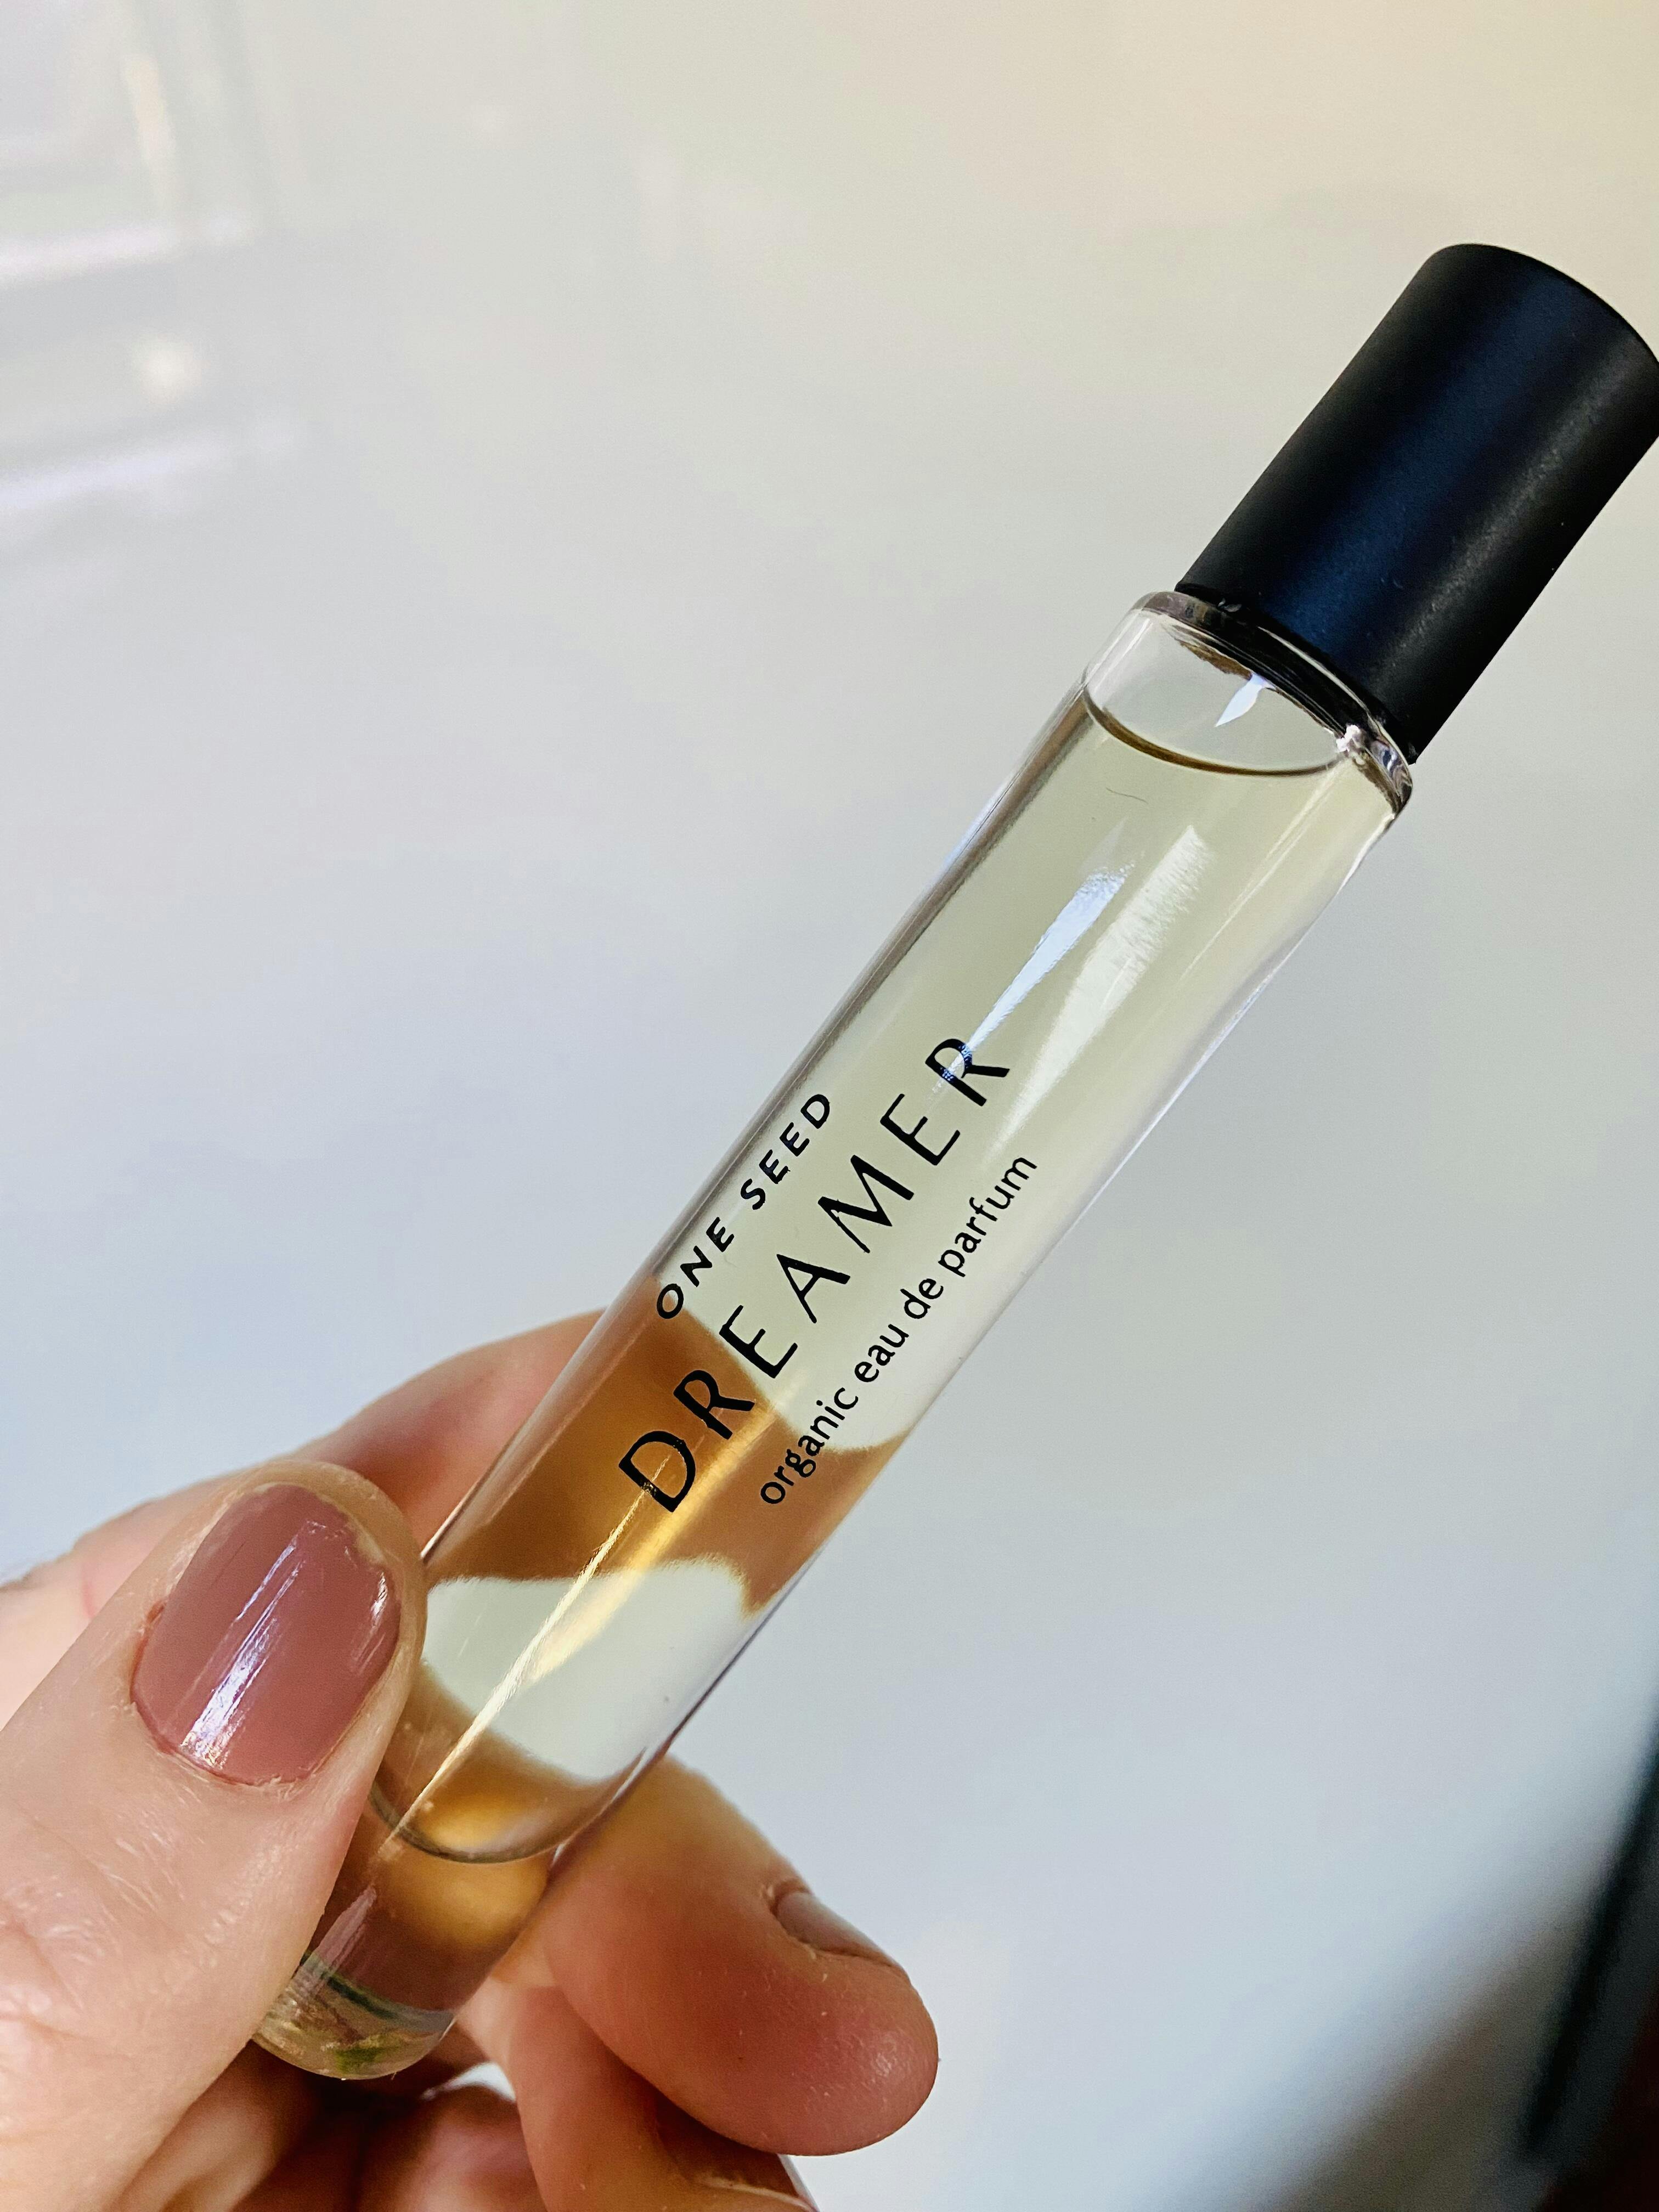 ONE SEED
DREAMER
organic eau de parfum